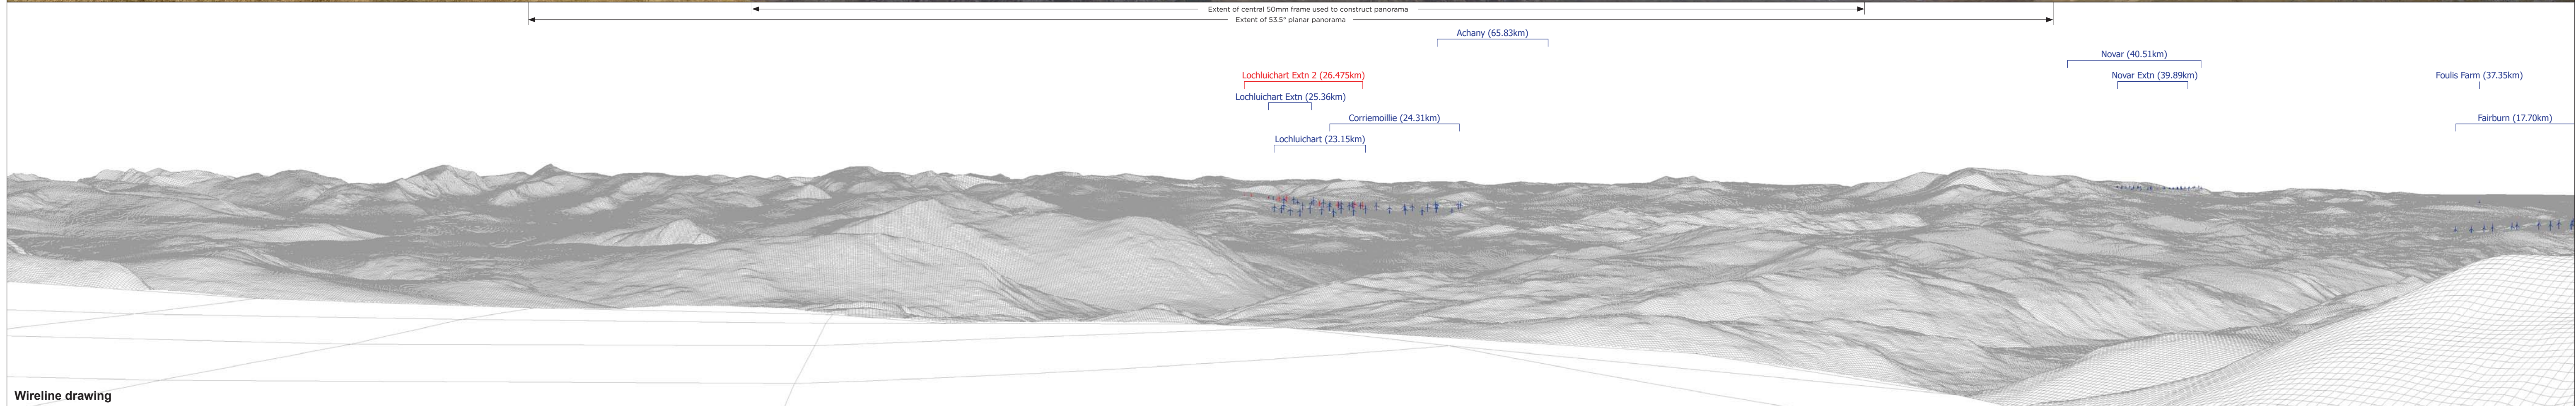 Extent of central 50mm frame used to construct panorama
Extent of 53.5° planar panorama
Achany (65.83km)
Novar (40.51km)
Lochluichart Extn 2 (26.475km)
Novar Extn (39.89km)
Foulis Farm (37.35km)
Lochluichart Extn (25.36km)
Corriemoillie (24.31km)
Fairburn (17.70km)
Lochluichart (23.15km)
Wireline drawing